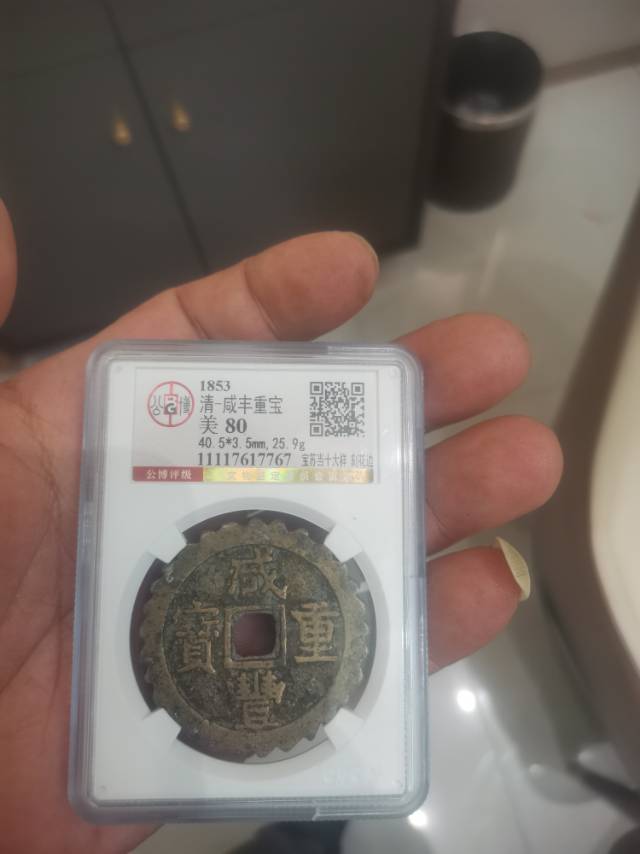 1853
清-咸丰重宝
美 80
40.5*3.5mm,25.9g
11117617767 宝苏当十大样 刻花边
公博评级
咸
寶 重
豐